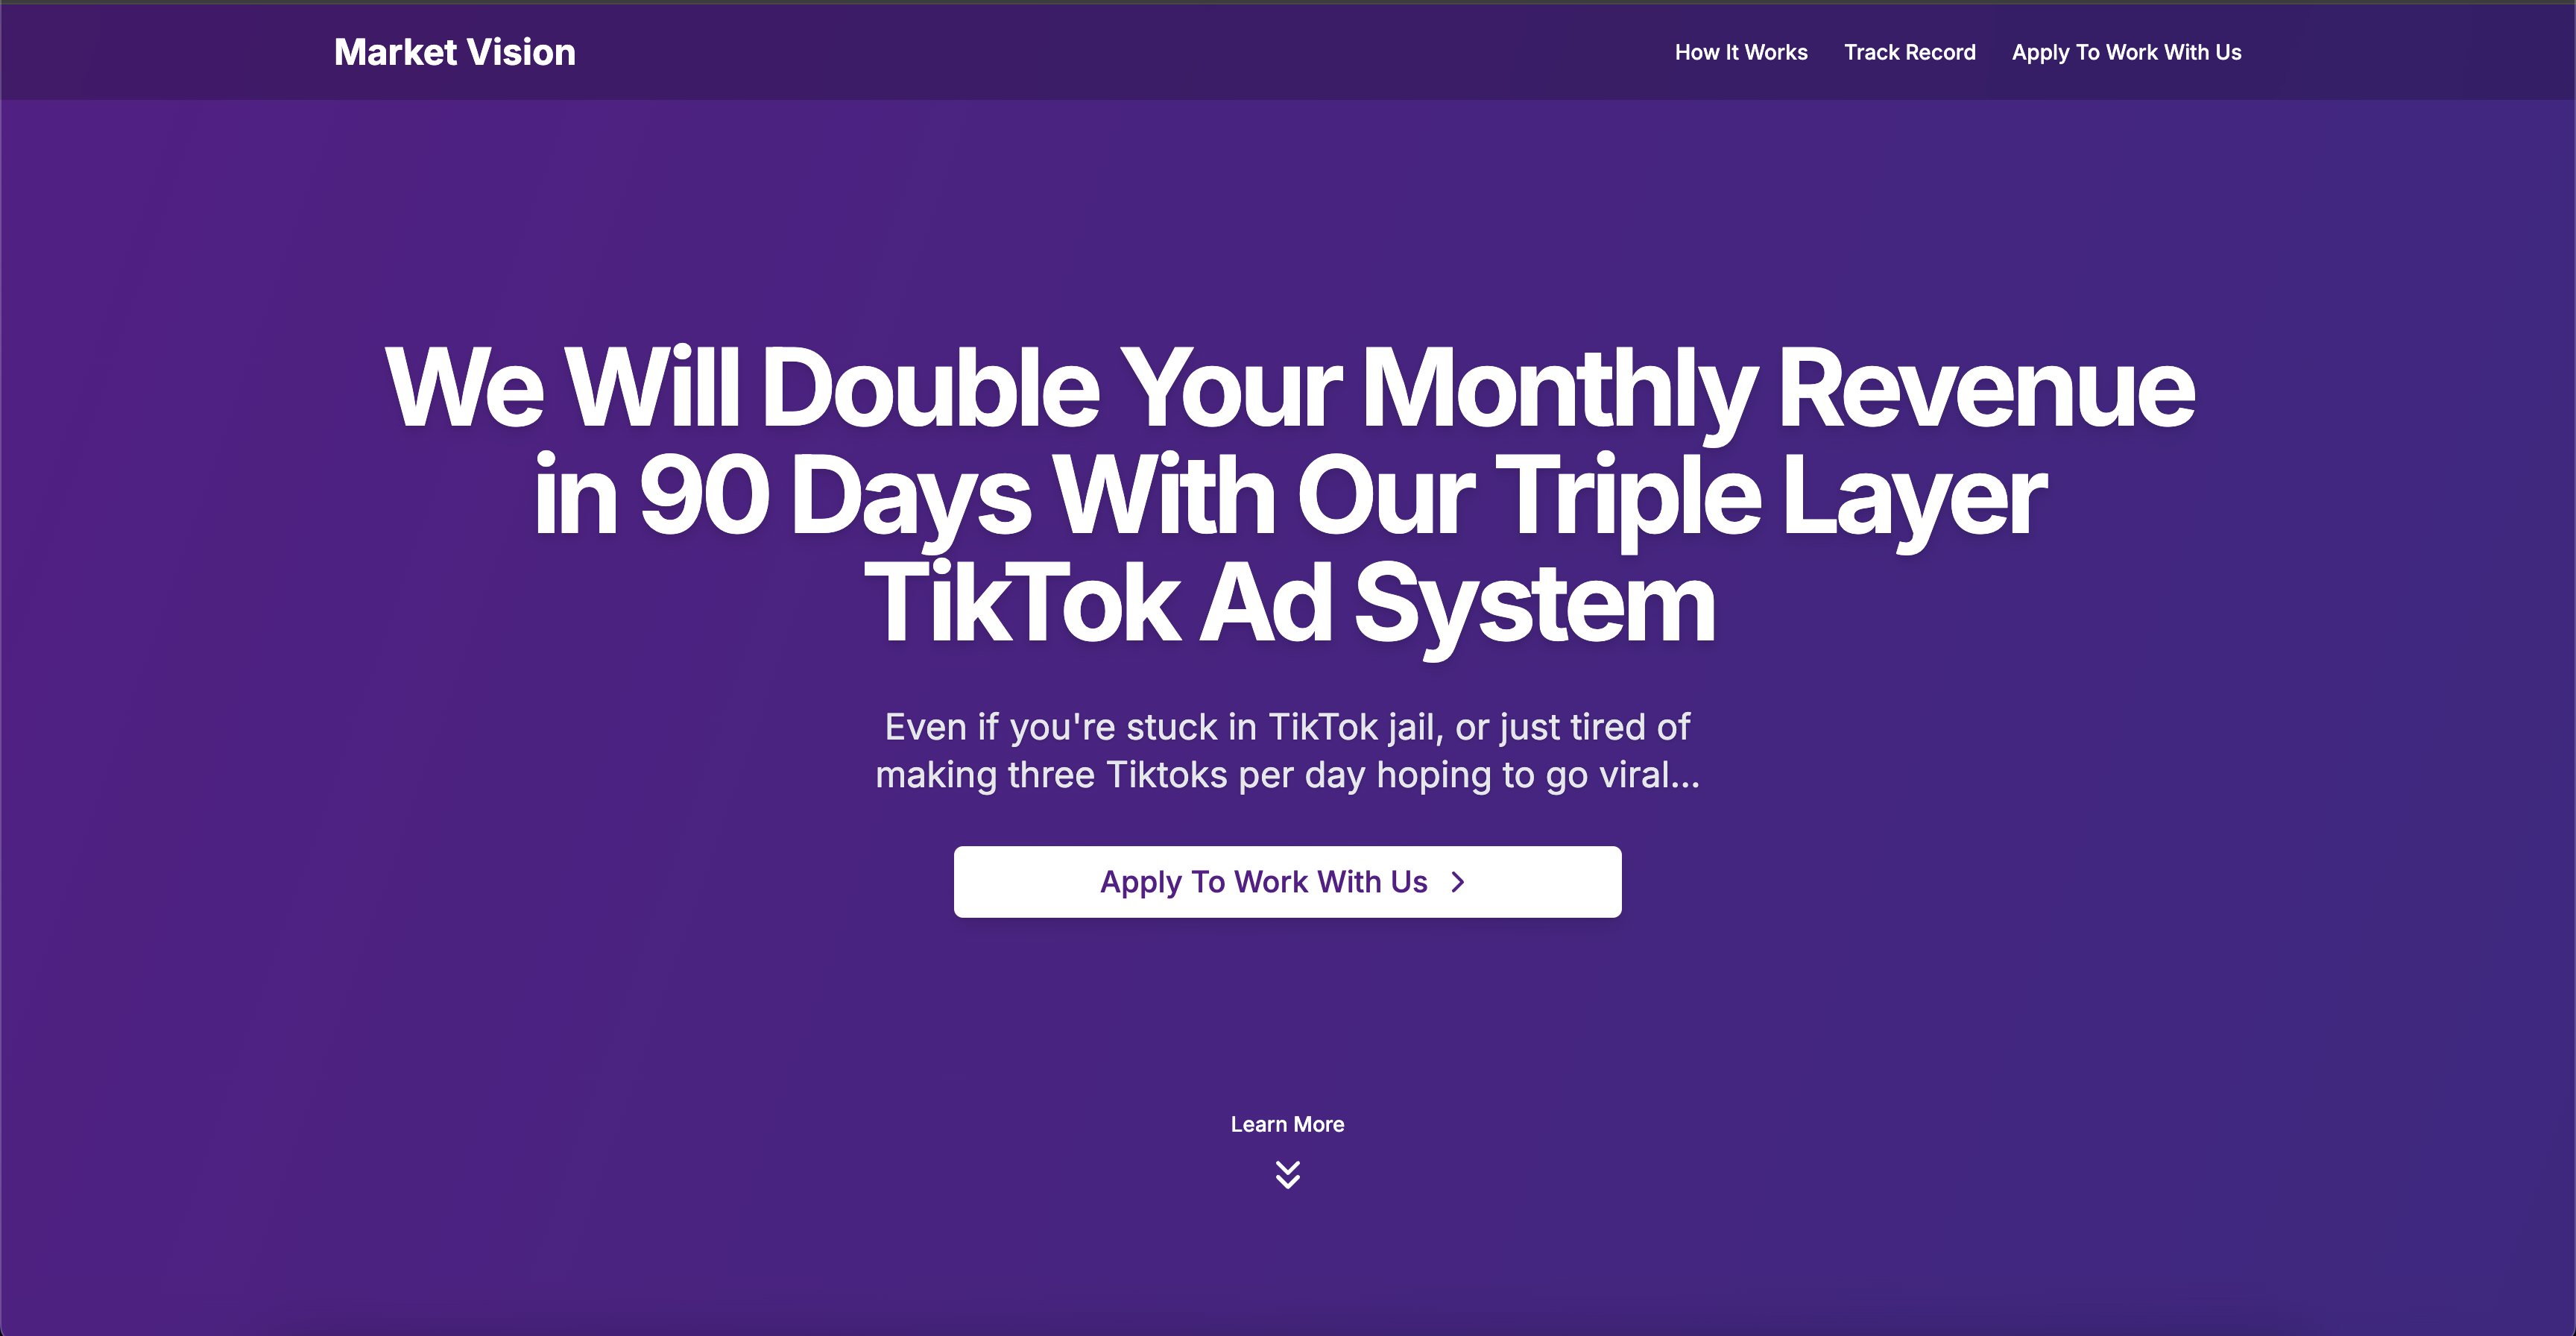 Market Vision
How It Works
Track Record
Apply To Work With Us
We Will Double Your Monthly Revenue
in 90 Days With Our Triple Layer
TikTok Ad System
Even if you're stuck in TikTok jail, or just tired of
making three Tiktoks per day hoping to go viral...
Apply To Work With Us
Learn More